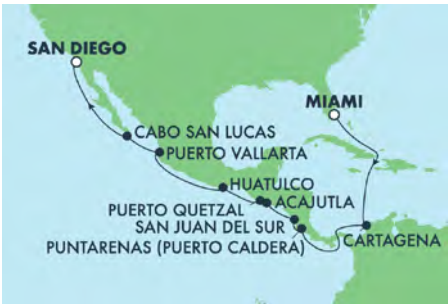 SAN DIEGO
MIAMI
CABO SAN LUCAS
PUERTO VALLARTA
HUATULCO
ACAJUTLA
PUERTO QUETZAL
SAN JUAN DEL SUR
CARTAGENA
PUNTARENAS (PUERTO CALDERA)